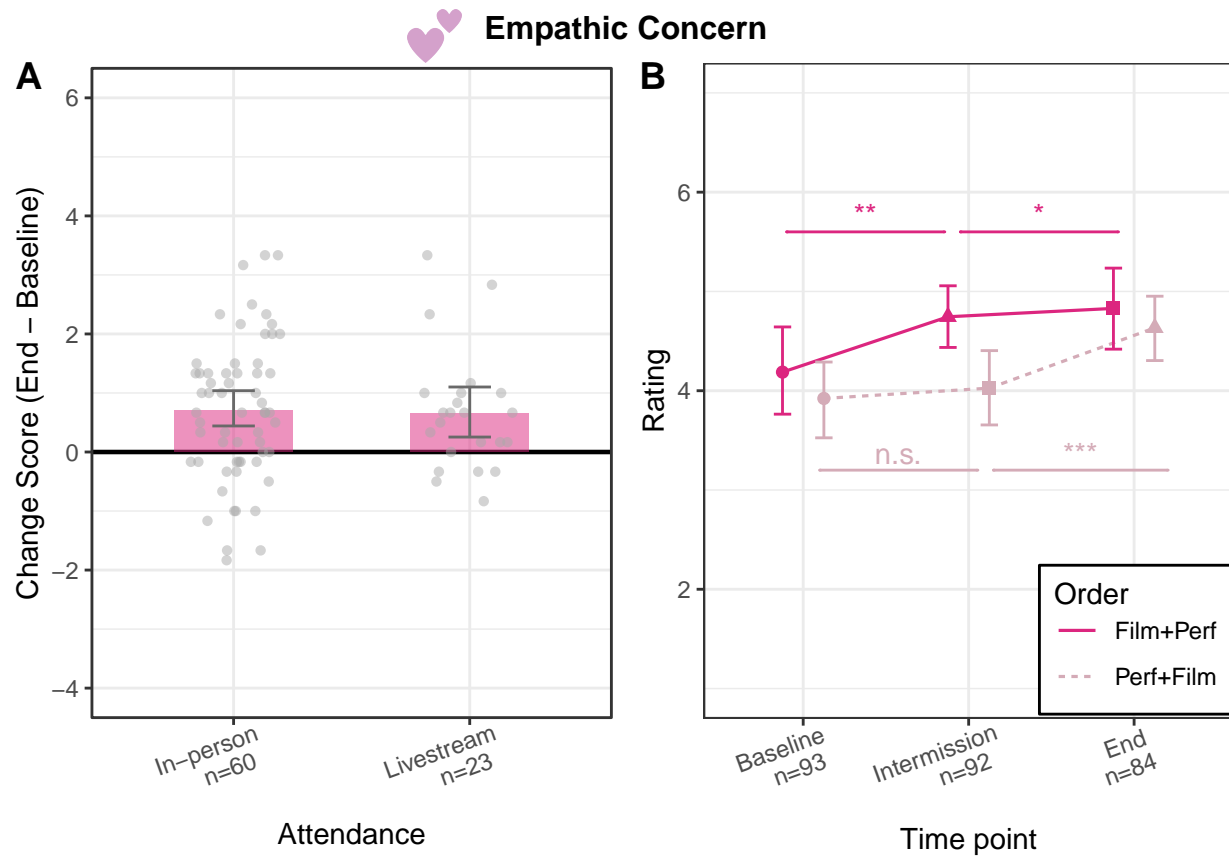 Empathic Concern
A
Change Score (End − Baseline)
6
4
2
0
−2
−4
In−person
n=60
Livestream
n=23
Attendance
B
Rating
6
4
2
**
*
n.s.
***
Order
Film+Perf
Perf+Film
Baseline
n=93
Intermission
n=92
End
n=84
Time point